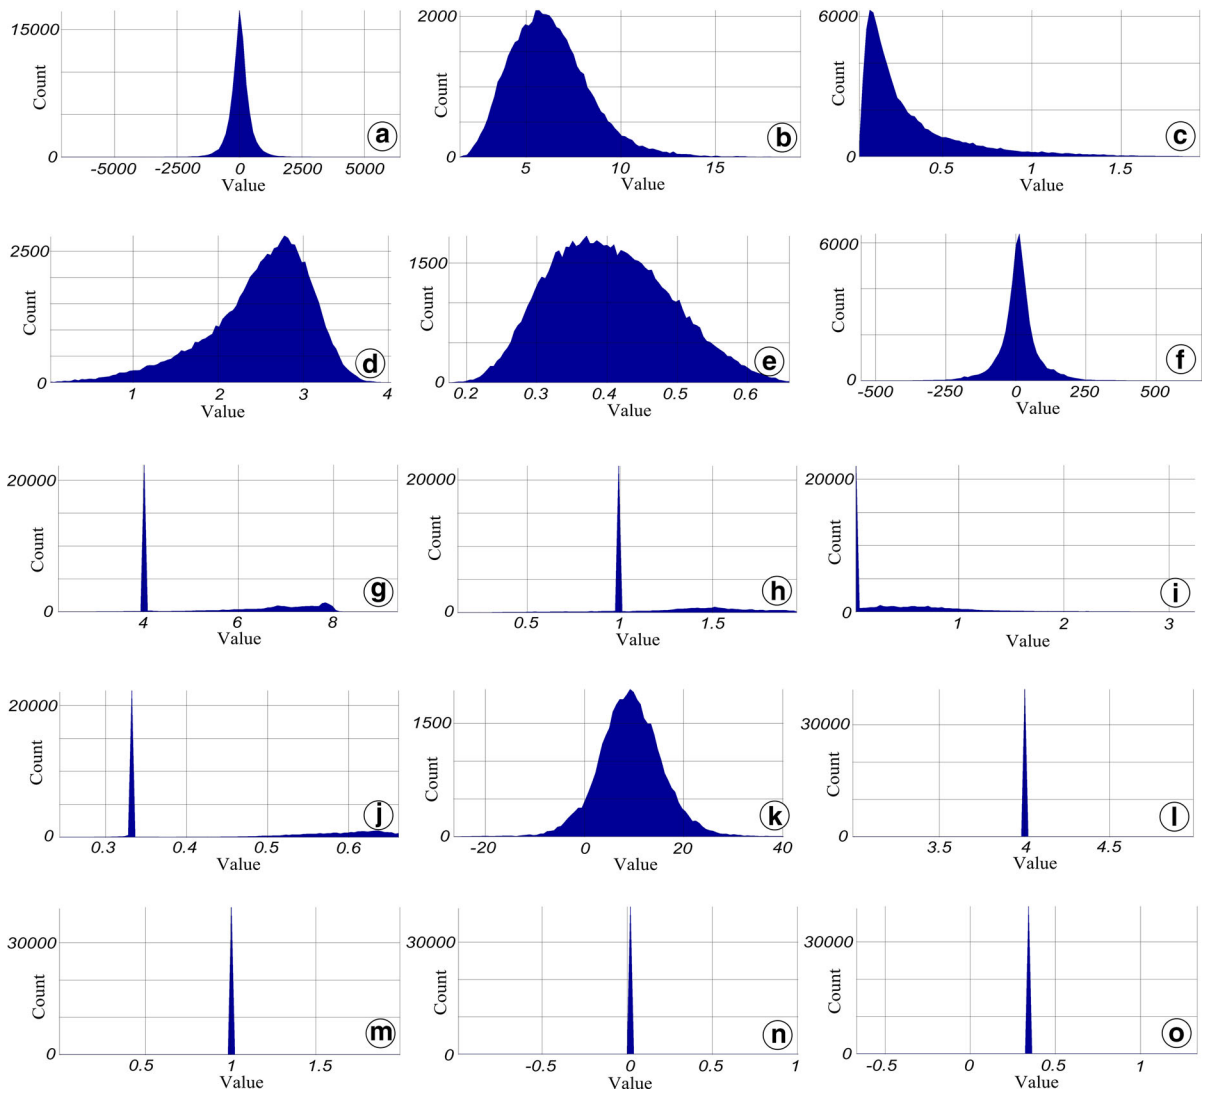 15000
Count
0
-5000 -2500 0 2500 5000
Value
a
2000
Count
0
5 10 15
Value
b
6000
Count
0
0.5 1 1.5
Value
c
2500
Count
0
1 2 3 4
Value
d
1500
Count
0
0.2 0.3 0.4 0.5 0.6
Value
e
6000
Count
0
-500 -250 0 250 500
Value
f
20000
Count
0
4 6 8
Value
g
20000
Count
0
0.5 1 1.5
Value
h
20000
Count
0
1 2 3
Value
i
20000
Count
0
0.3 0.4 0.5 0.6
Value
j
1500
Count
0
-20 0 20 40
Value
k
30000
Count
0
3.5 4 4.5
Value
l
30000
Count
0
0.5 1 1.5
Value
m
30000
Count
0
-0.5 0 0.5 1
Value
n
30000
Count
0
-0.5 0 0.5 1
Value
o